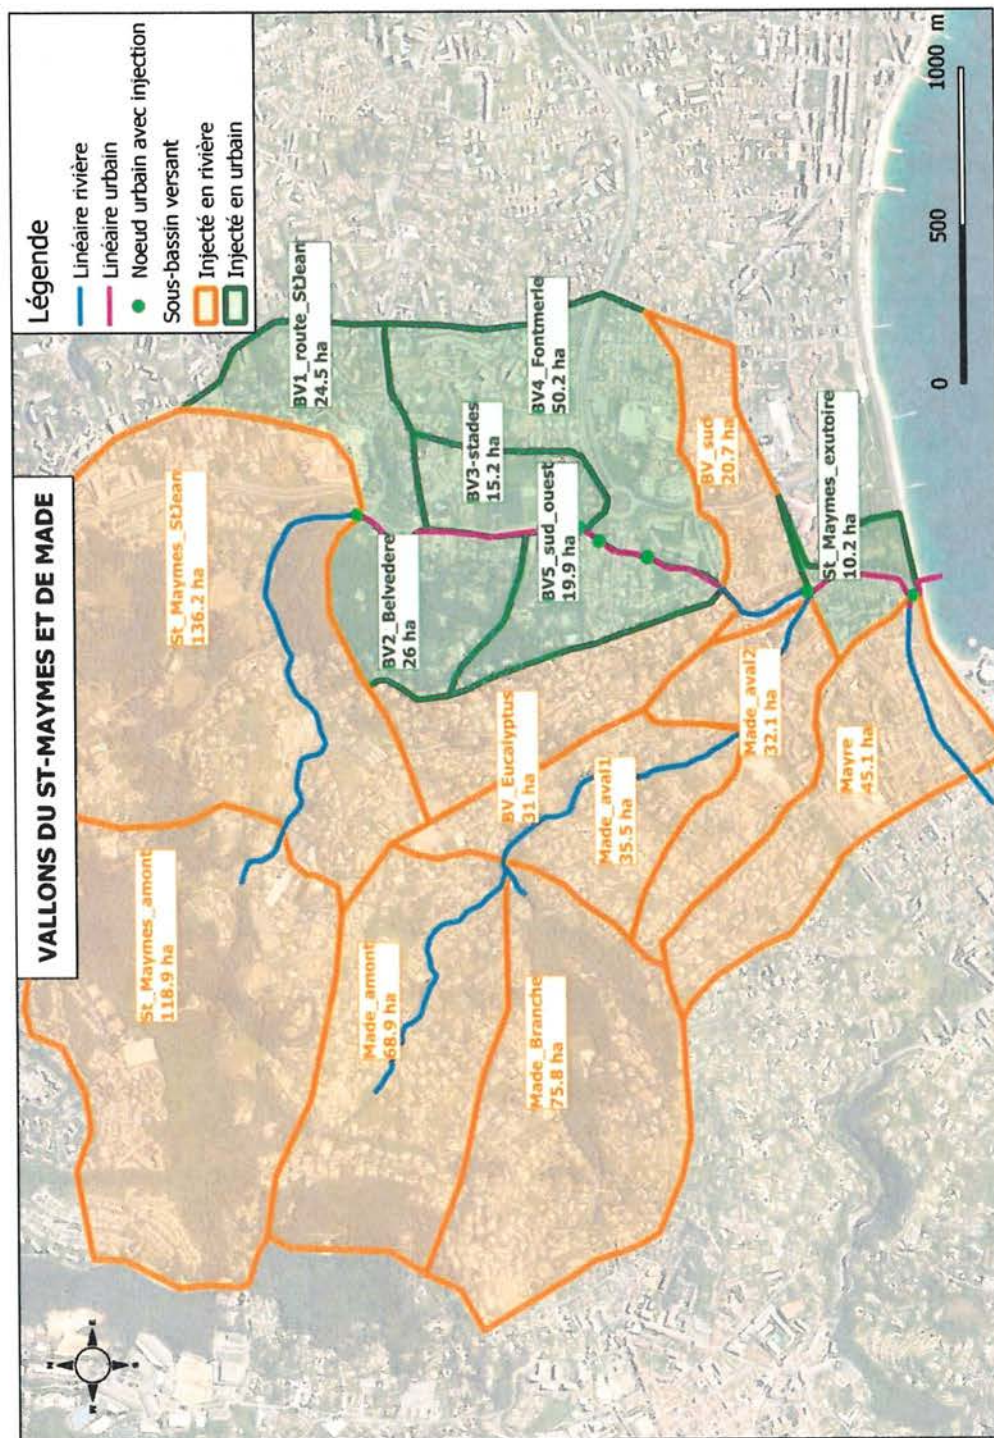 VALLONS DU ST-MAYMES ET DE MADE
Légende
Linéaire rivière
Linéaire urbain
Noeud urbain avec injection
Sous-bassin versant
Injecté en rivière
Injecté en urbain
St_Maymes_amont
118.9 ha
St_Maymes_StJean
136.2 ha
BV1_route_StJean
24.5 ha
Made_amont
68.9 ha
BV2_Belvedere
26 ha
BV3-stades
15.2 ha
BV4_Fontmerle
50.2 ha
Made_Branche
75.8 ha
BV_Eucalyptus
31 ha
BV5_sud_ouest
19.9 ha
Made_aval1
35.5 ha
BV_sud
20.7 ha
Made_aval2
32.1 ha
Mayre
45.1 ha
St_Maymes_exutoire
10.2 ha
N
E
S
0
500
1000 m